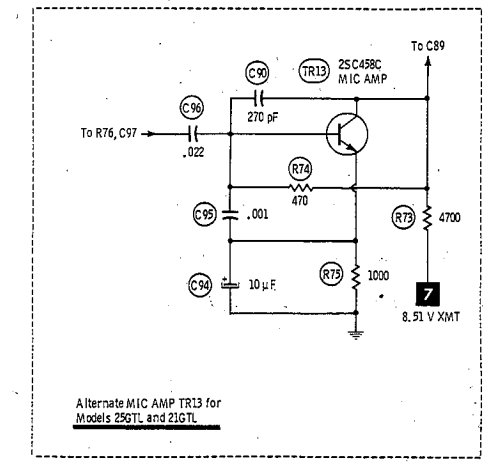 To C89
C90
TR13
2SC458C
MIC AMP
C96
270 pF
To R76, C97
.022
R74
470
C95
.001
R73
4700
C94
10 µF
R75
1000
7
8.51 V XMT
Alternate MIC AMP TR13 for
Models 25GTL and 21GTL